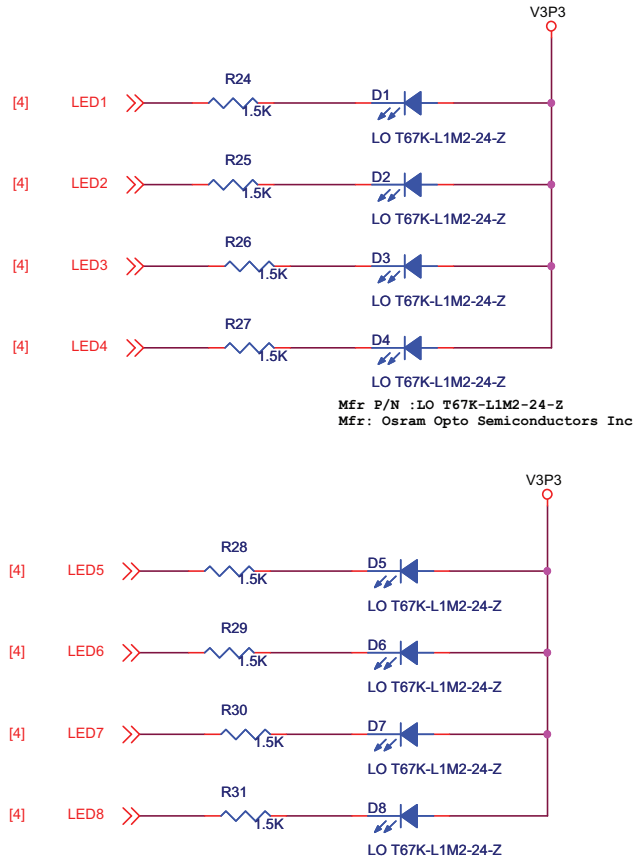 V3P3
R24
[4] LED1 D1
1.5K
LO T67K-L1M2-24-Z
R25
[4] LED2 D2
1.5K
LO T67K-L1M2-24-Z
R26
[4] LED3 D3
1.5K
LO T67K-L1M2-24-Z
R27
[4] LED4 D4
1.5K
LO T67K-L1M2-24-Z
Mfr P/N :LO T67K-L1M2-24-Z
Mfr: Osram Opto Semiconductors Inc
V3P3
R28
[4] LED5 D5
1.5K
LO T67K-L1M2-24-Z
R29
[4] LED6 D6
1.5K
LO T67K-L1M2-24-Z
R30
[4] LED7 D7
1.5K
LO T67K-L1M2-24-Z
R31
[4] LED8 D8
1.5K
LO T67K-L1M2-24-Z